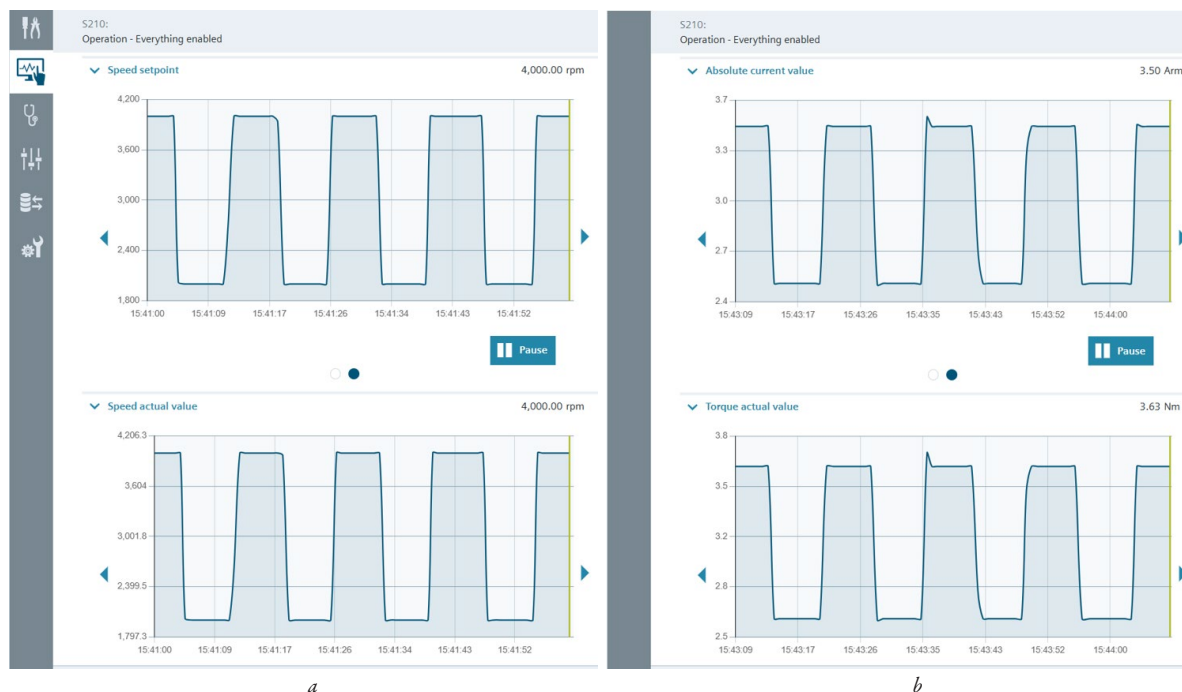 S210:
Operation - Everything enabled
Speed setpoint 4,000.00 rpm
4,200
3,600
3,000
2,400
1,800
15:41:00 15:41:09 15:41:17 15:41:26 15:41:34 15:41:43 15:41:52
Pause
Speed actual value 4,000.00 rpm
4,206.3
3,604
3,001.8
2,399.5
1,797.3
15:41:00 15:41:09 15:41:17 15:41:26 15:41:34 15:41:43 15:41:52
a
S210:
Operation - Everything enabled
Absolute current value 3.50 Arm
3.7
3.3
3.0
2.7
2.4
15:43:09 15:43:17 15:43:26 15:43:35 15:43:43 15:43:52 15:44:00
Pause
Torque actual value 3.63 Nm
3.8
3.5
3.2
2.8
2.5
15:43:09 15:43:17 15:43:26 15:43:35 15:43:43 15:43:52 15:44:00
b